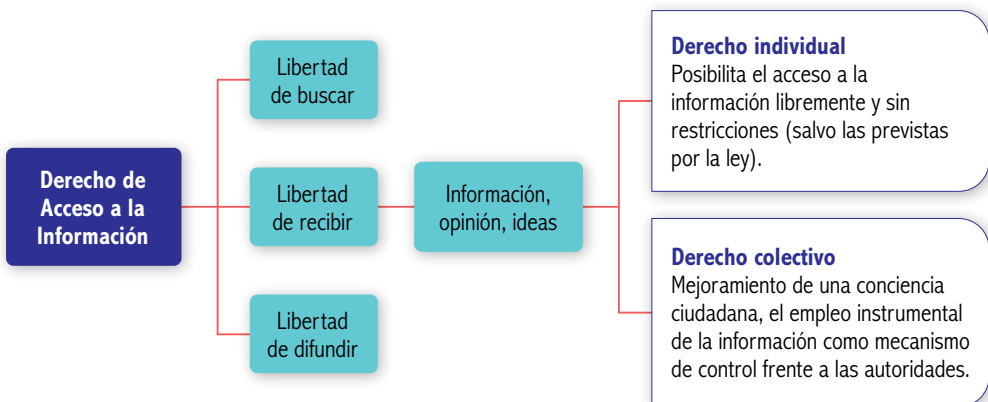 Derecho de
Acceso a la
Información
Libertad
de buscar
Libertad
de recibir
Libertad
de difundir
Información,
opinión, ideas
Derecho individual
Posibilita el acceso a la
información libremente y sin
restricciones (salvo las previstas
por la ley).
Derecho colectivo
Mejoramiento de una conciencia
ciudadana, el empleo instrumental
de la información como mecanismo
de control frente a las autoridades.